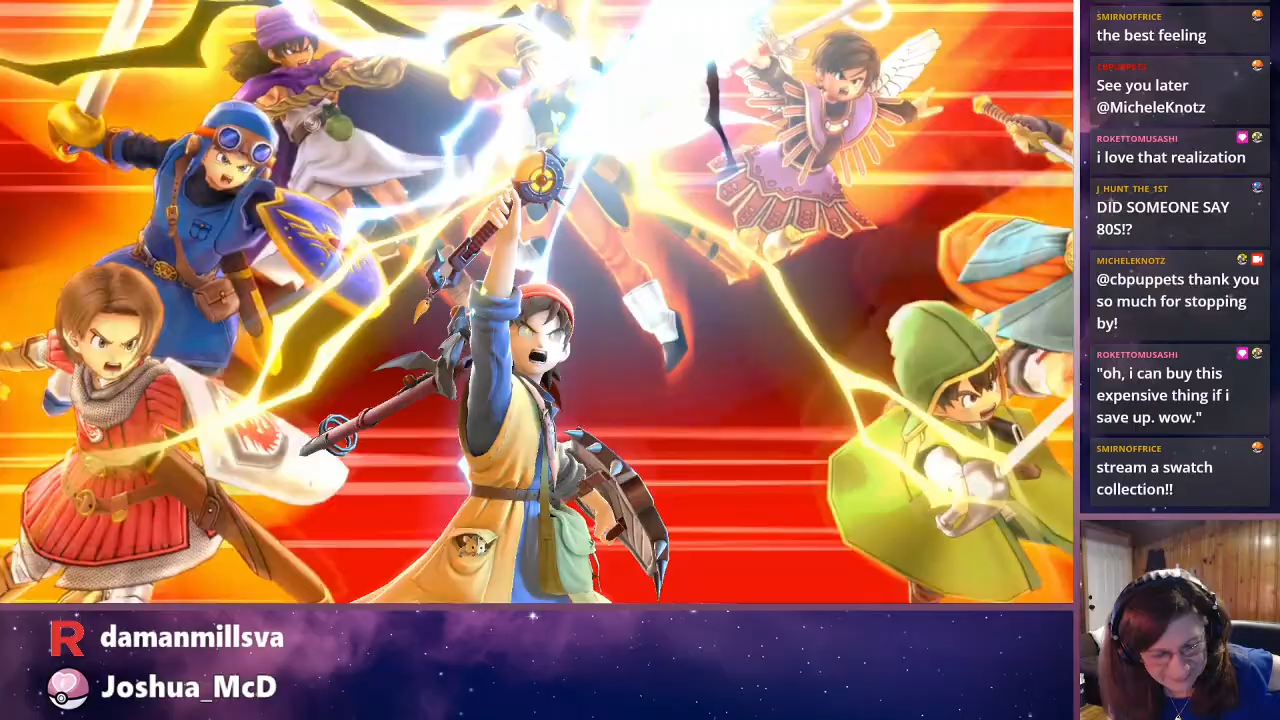 SMIRNOFFRICE
the best feeling
CBPUPPETS
See you later
@MicheleKnotz
ROKETTOMUSASHI
i love that realization
J_HUNT_THE_1ST
DID SOMEONE SAY
80S!?
MICHELEKNOTZ
@cbpuppets thank you
so much for stopping
by!
ROKETTOMUSASHI
"oh, i can buy this
expensive thing if i
save up. wow."
SMIRNOFFRICE
stream a swatch
collection!!
R damanmillsva
Joshua_McD